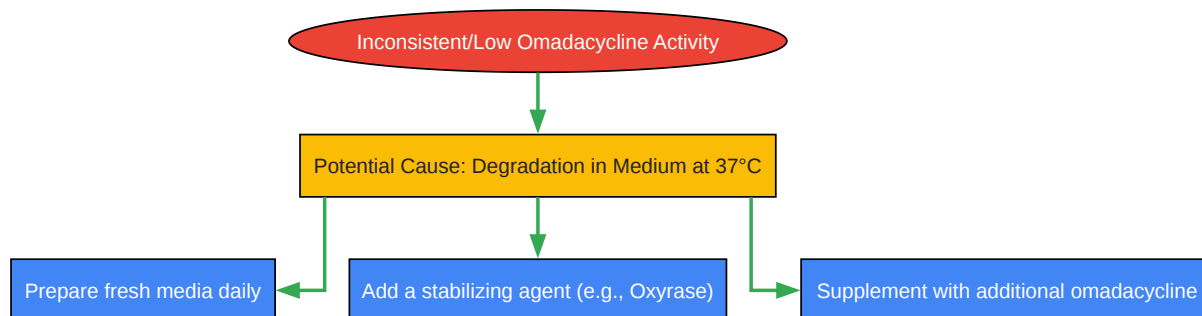 Inconsistent/Low Omadacycline Activity
Potential Cause: Degradation in Medium at 37°C
Prepare fresh media daily
Add a stabilizing agent (e.g., Oxyrase)
Supplement with additional omadacycline